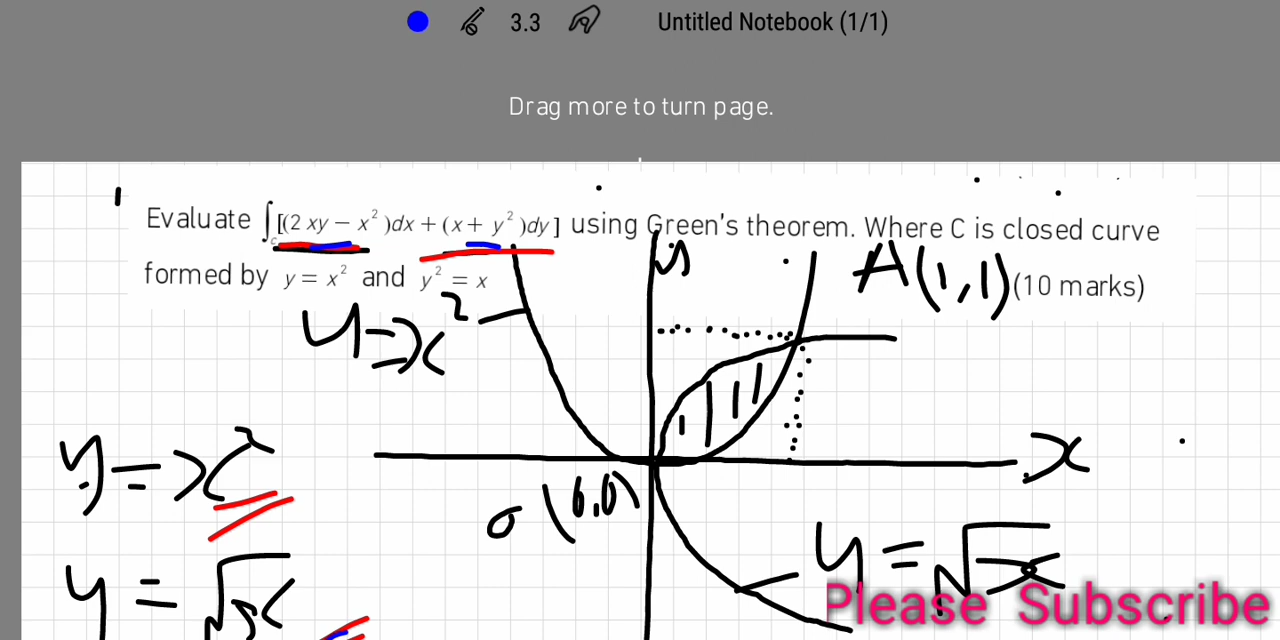 3.3 Untitled Notebook (1/1)
Drag more to turn page.
Evaluate ∫c [(2 xy − x² )dx + (x + y² )dy ] using Green's theorem. Where C is closed curve
formed by y = x² and y² = x (10 marks)
y
A(1,1)
y=x²
y=x²
x
o (0,0)
y = √x
y = √x
Please Subscribe